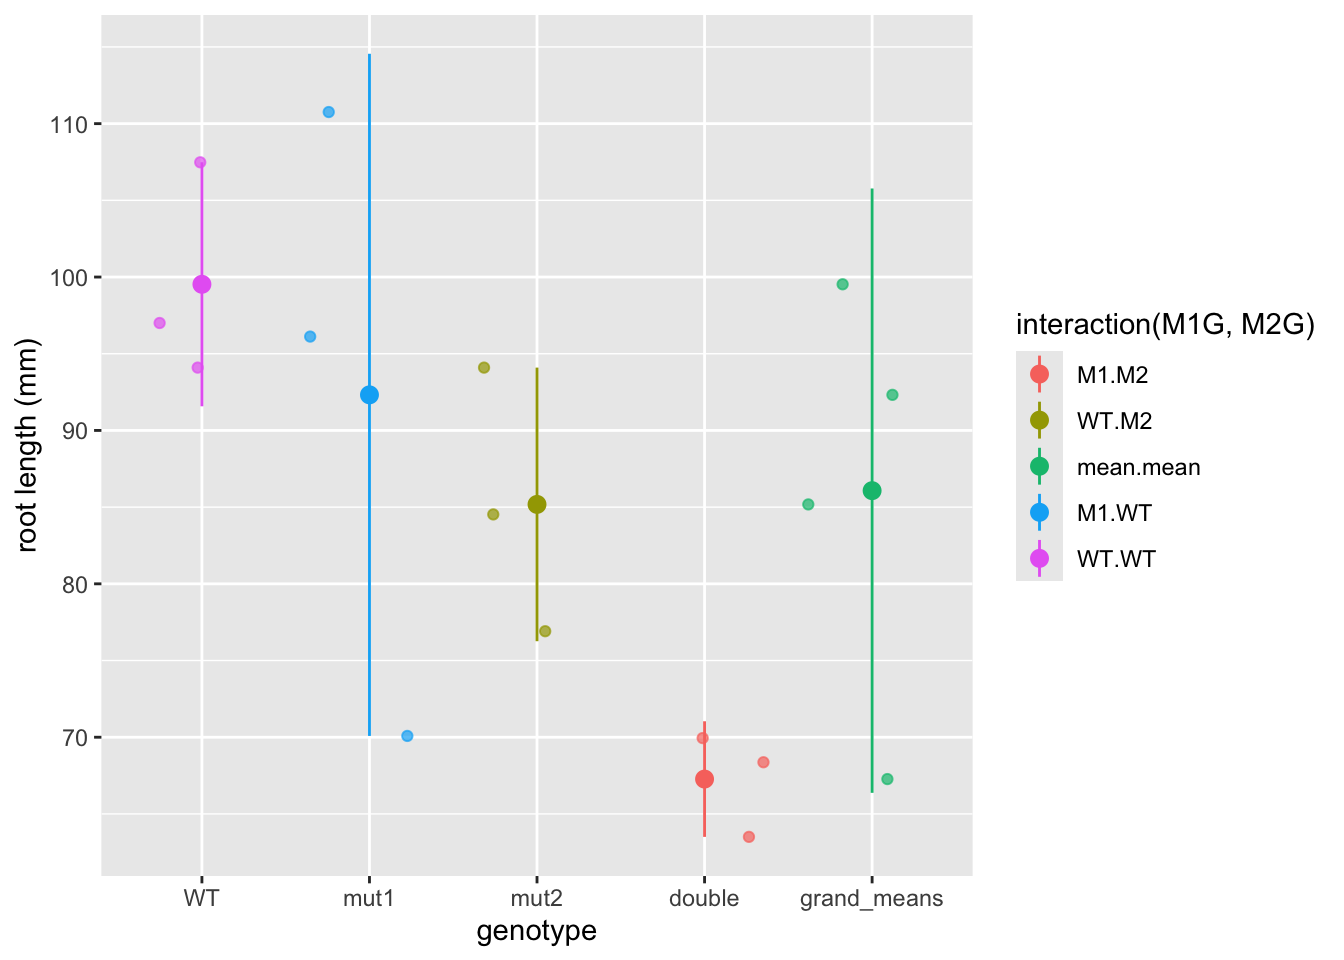 110
100
90
80
70
root length (mm)
WT
mut1
mut2
double
grand_means
genotype
interaction(M1G, M2G)
M1.M2
WT.M2
mean.mean
M1.WT
WT.WT